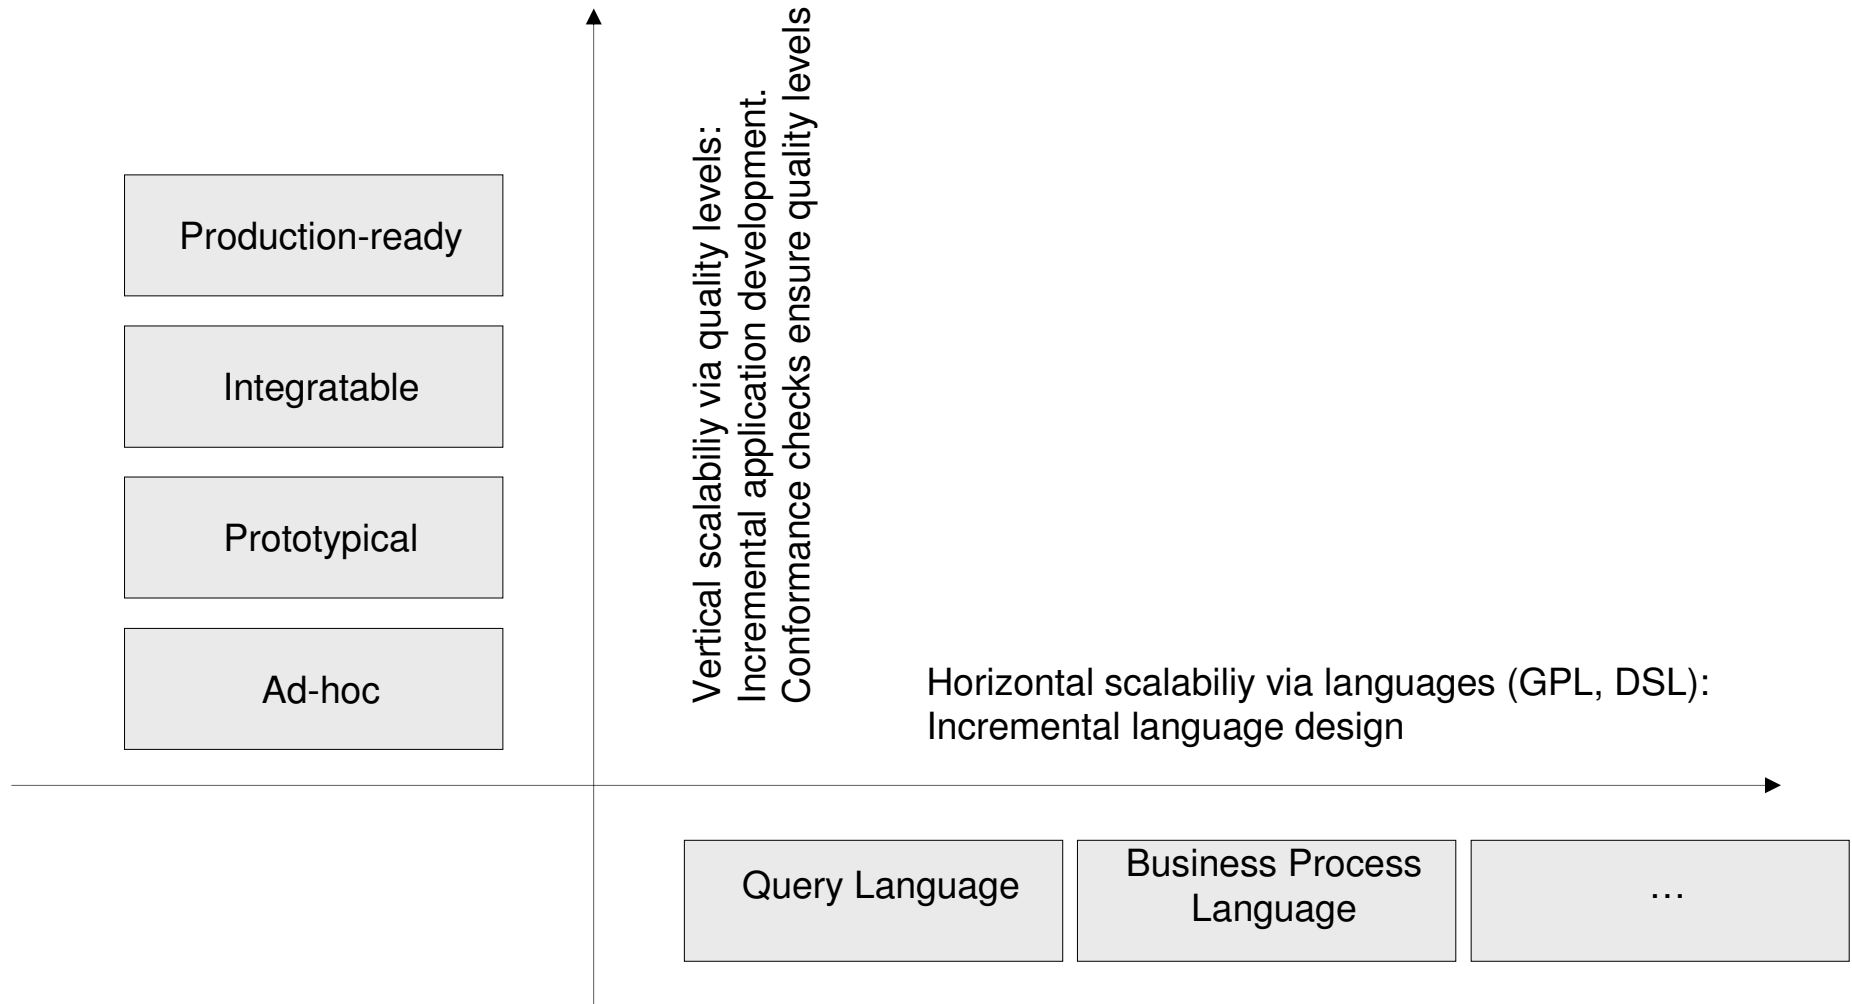 Production-ready
Integratable
Prototypical
Ad-hoc
Vertical scalabiliy via quality levels:
Incremental application development.
Conformance checks ensure quality levels
Horizontal scalabiliy via languages (GPL, DSL):
Incremental language design
Query Language
Business Process
Language
…